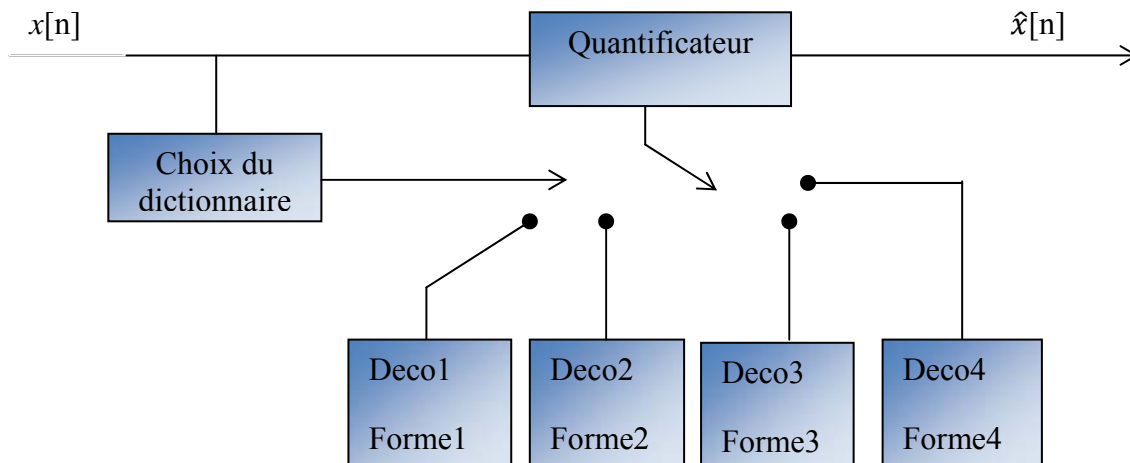 x[n]
Quantificateur
x̂[n]
Choix du
dictionnaire
Deco1
Forme1
Deco2
Forme2
Deco3
Forme3
Deco4
Forme4